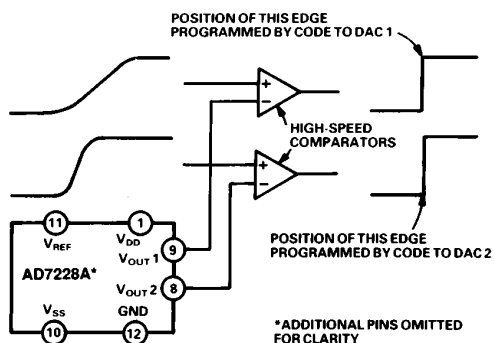 POSITION OF THIS EDGE
PROGRAMMED BY CODE TO DAC 1
+
−
HIGH-SPEED
COMPARATORS
+
−
POSITION OF THIS EDGE
PROGRAMMED BY CODE TO DAC 2
11
1
VREF
VDD
VOUT 1
9
AD7228A*
VOUT 2
8
VSS
GND
10
12
*ADDITIONAL PINS OMITTED
FOR CLARITY